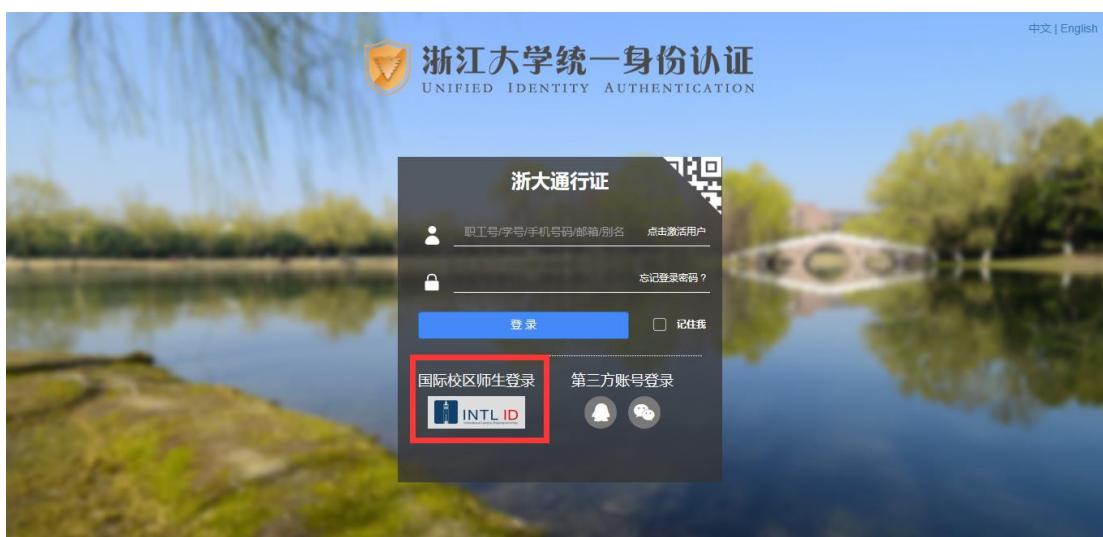 中文 | English
浙江大学统一身份认证
UNIFIED IDENTITY AUTHENTICATION
浙大通行证
职工号/学号/手机号码/邮箱/别名 点击激活用户
忘记登录密码？
登录 记住我
国际校区师生登录 第三方账号登录
INTL ID